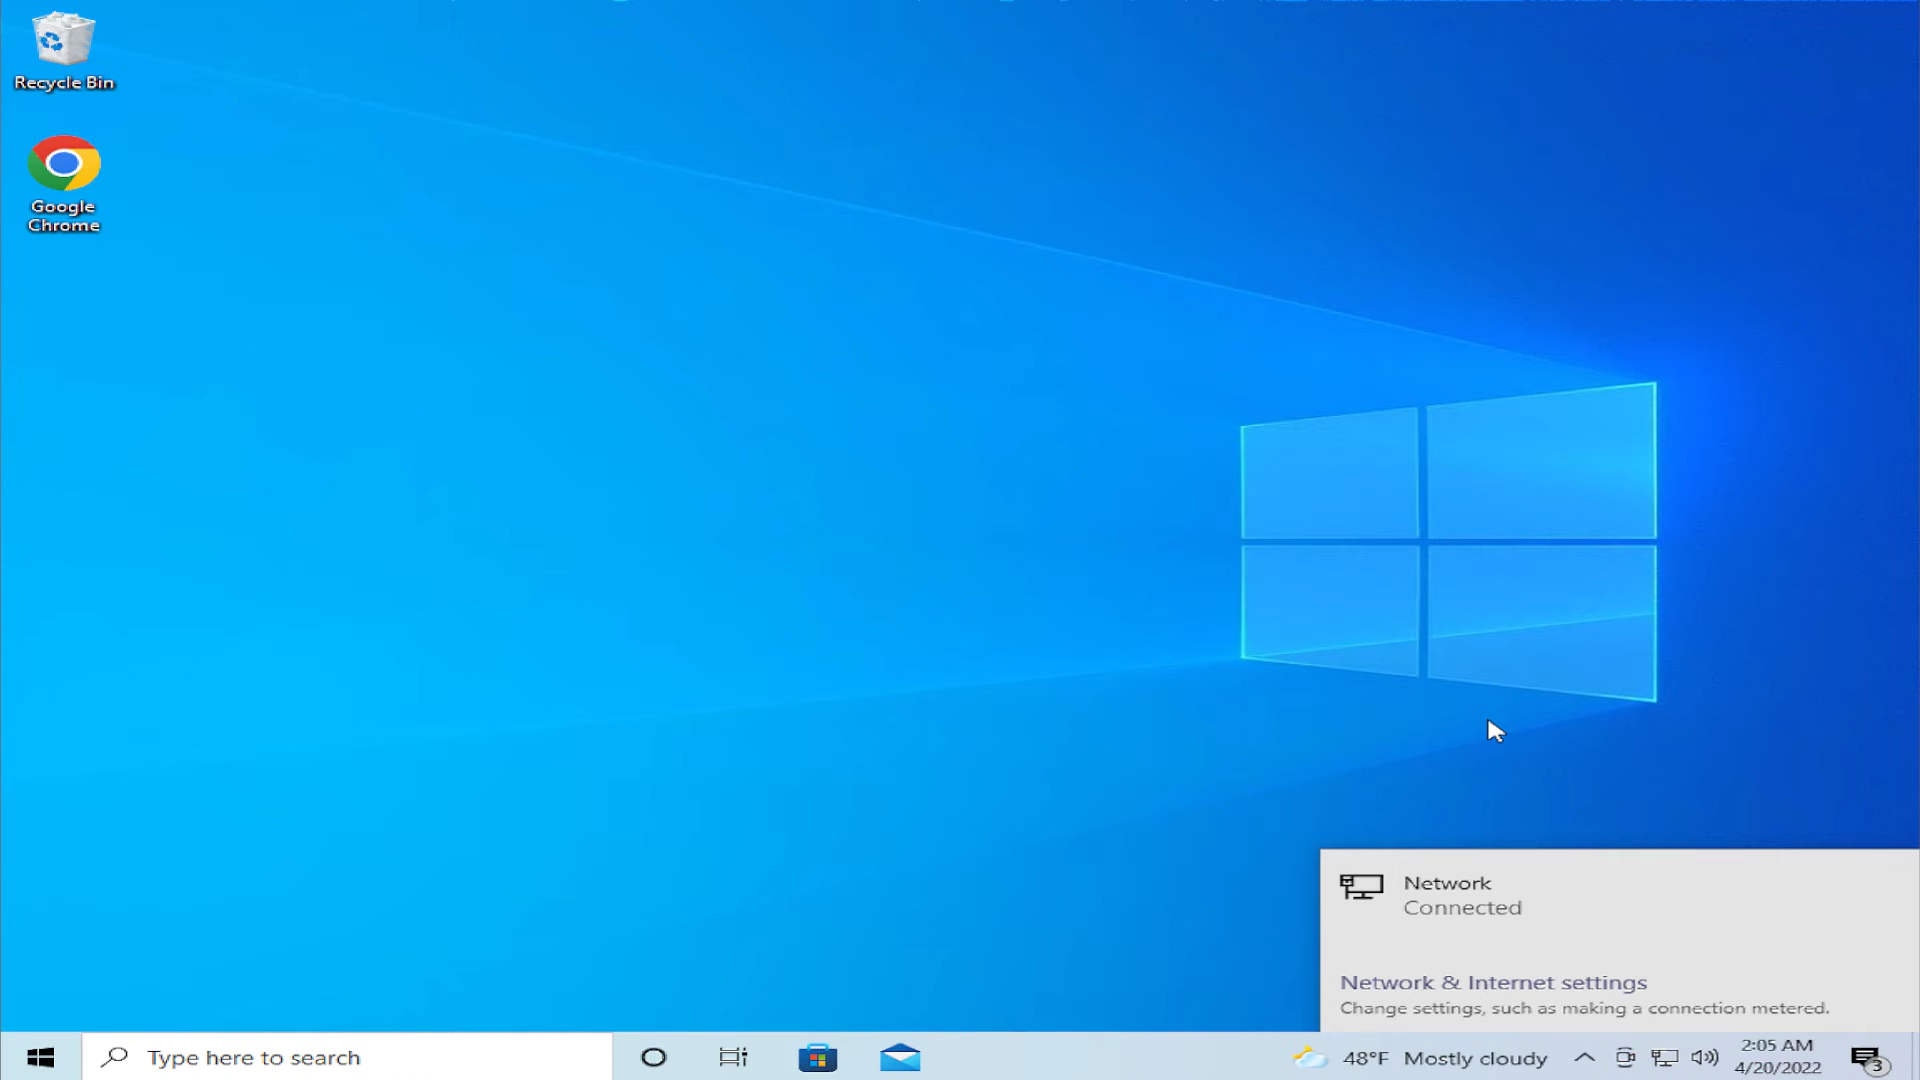 Recycle Bin
Google
Chrome
Network
Connected
Network & Internet settings
Change settings, such as making a connection metered.
Type here to search
48°F Mostly cloudy
2:05 AM
4/20/2022
3